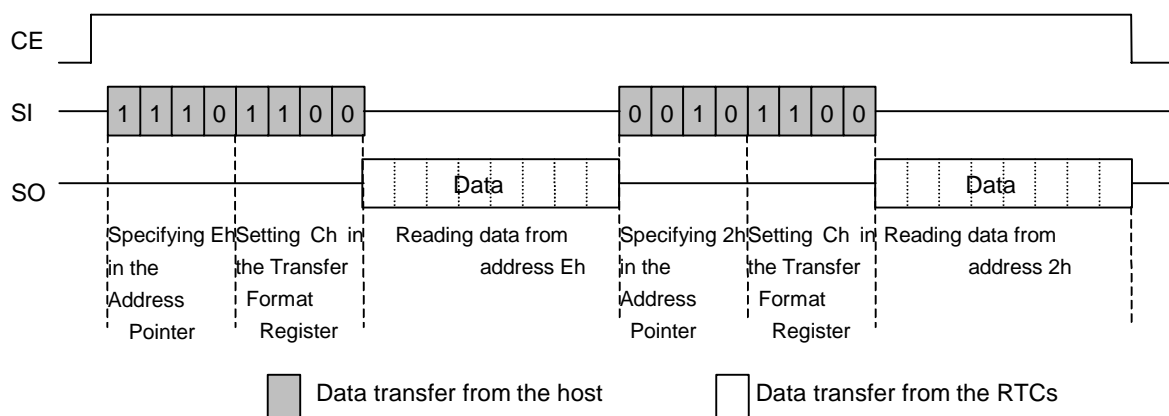 CE
SI
1 1 1 0 1 1 0 0
0 0 1 0 1 1 0 0
SO
Data
Data
Specifying Eh
in the
Address
Pointer
Setting Ch in
the Transfer
Format
Register
Reading data from
address Eh
Specifying 2h
in the
Address
Pointer
Setting Ch in
the Transfer
Format
Register
Reading data from
address 2h
Data transfer from the host
Data transfer from the RTCs